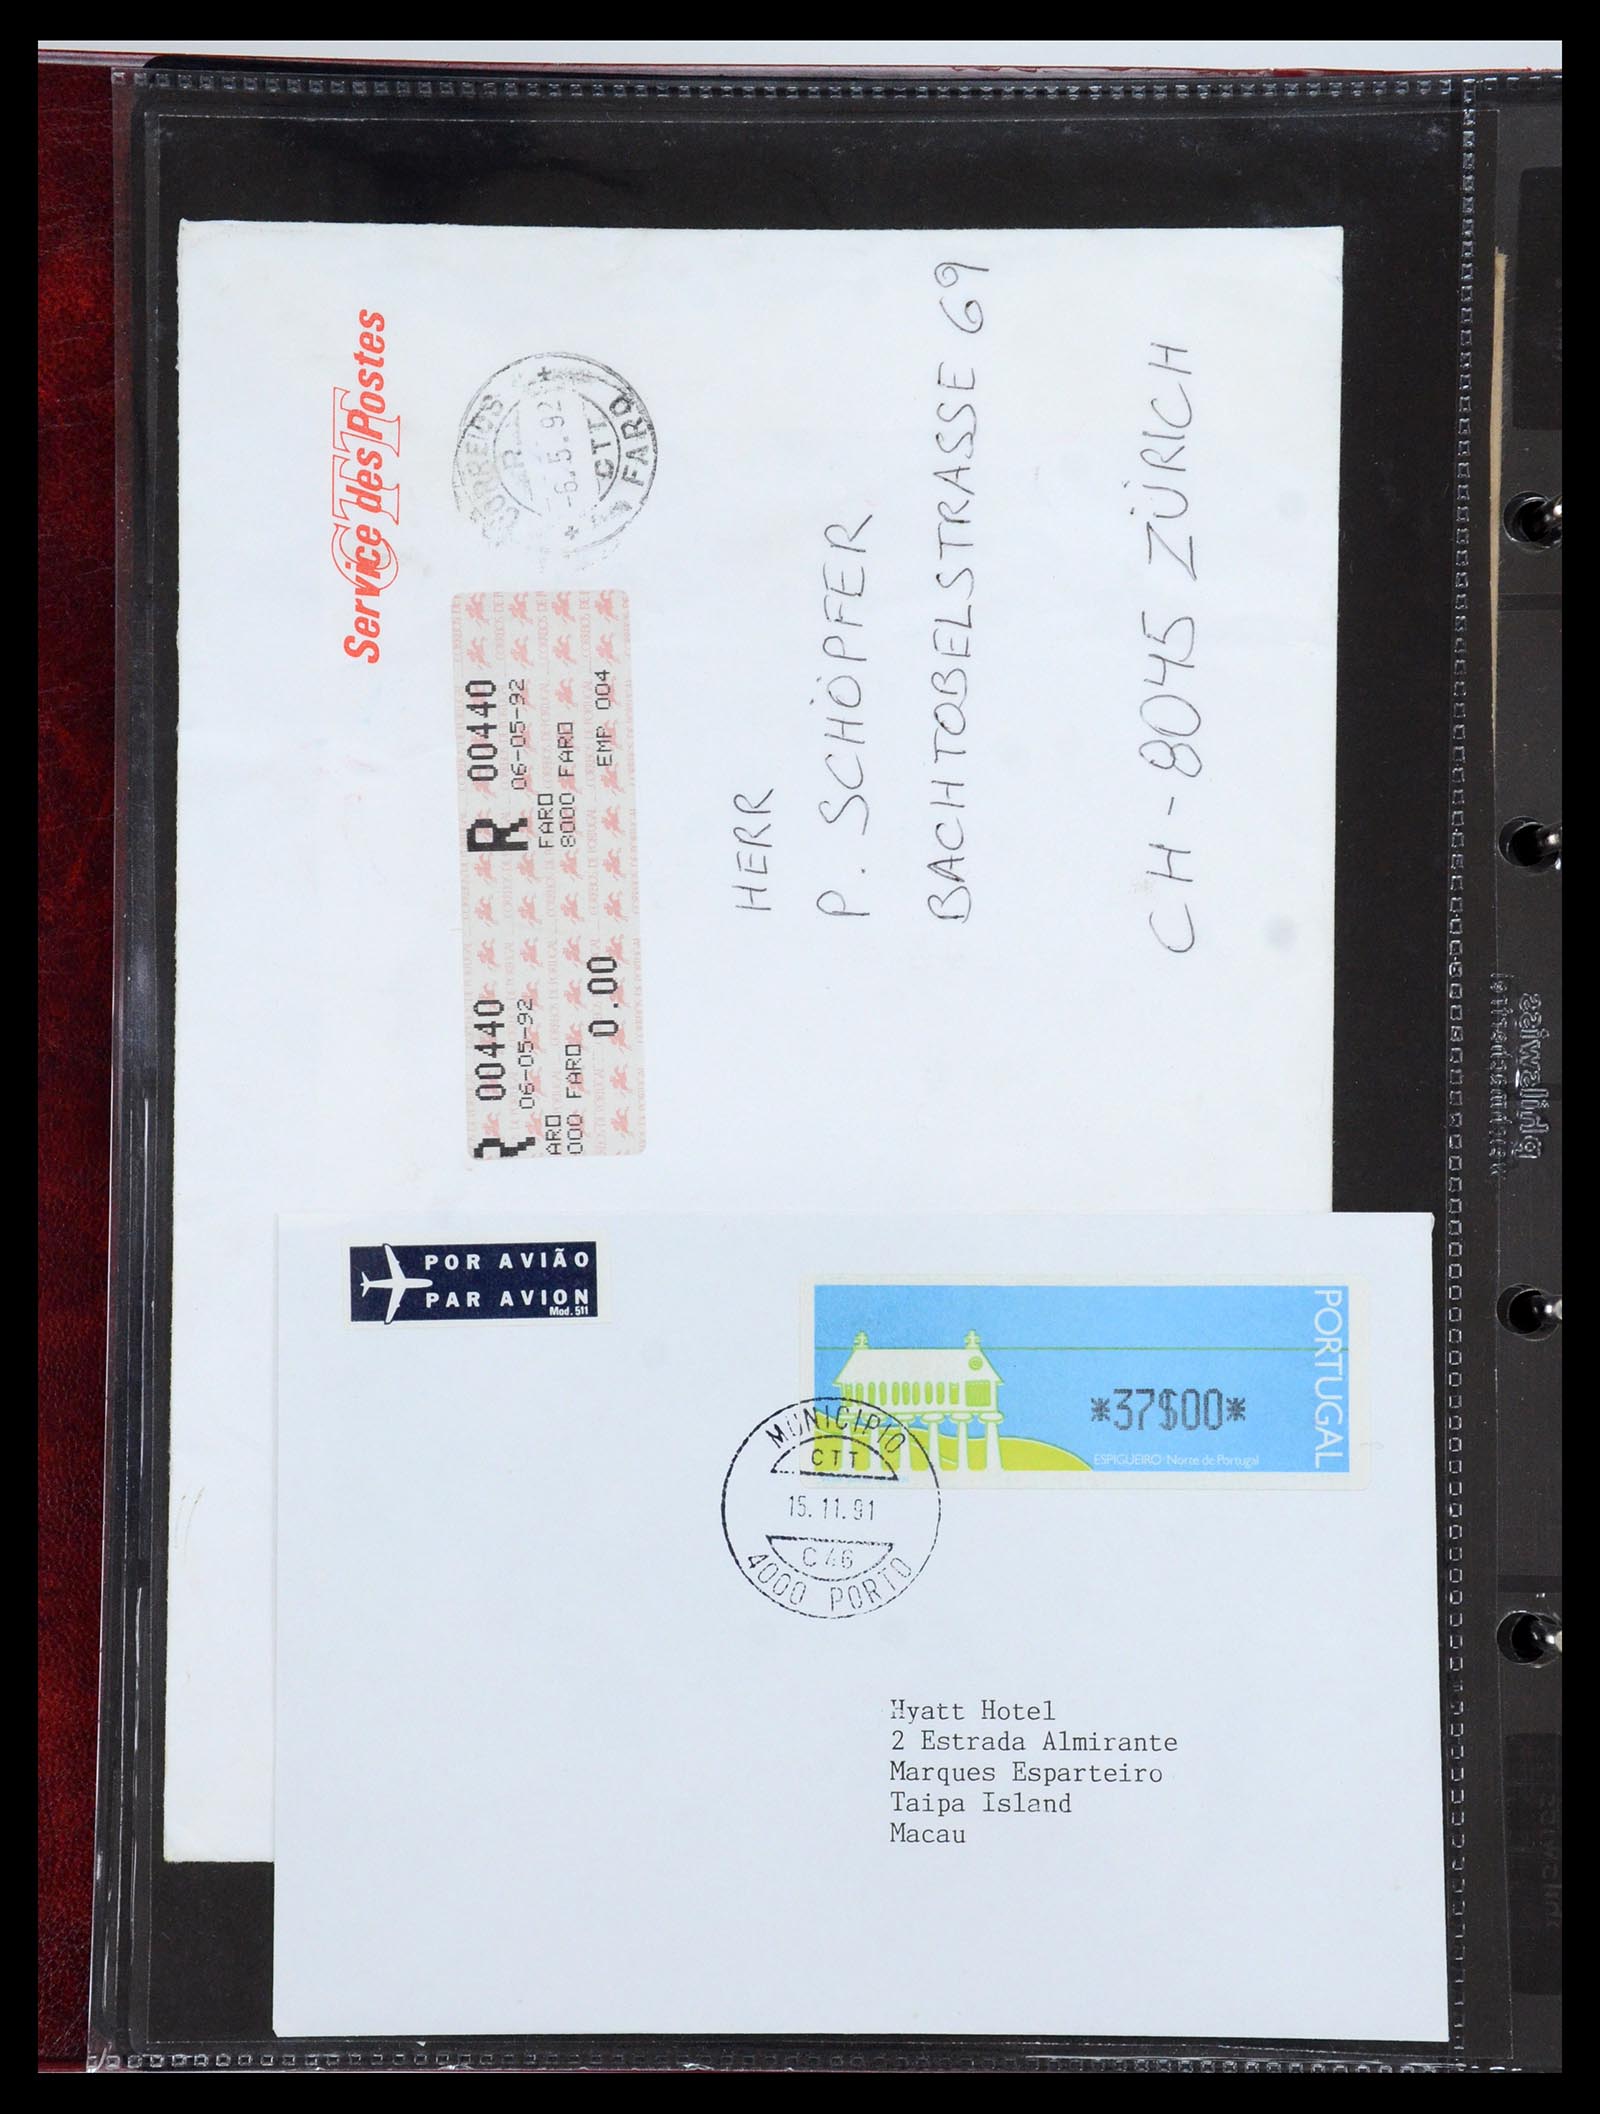 CTT
Service des Postes
CORREIOS
R
-6.5.92
CTT
FARO
R 00440
06-05-92
FARO
8000 FARO
EMP 004
00440
06-05-92
ARO
000 FARO
0.00
HERR
P. SCHÖPFER
BACHTOBELSTRASSE 69
CH - 8045 ZÜRICH
POR AVIÃO
PAR AVION
Mod. 511
PORTUGAL
*37$00*
ESPIGUEIRO Norte de Portugal
MUNICIPIO
CTT
15.11.91
C46
4000 PORTO
Hyatt Hotel
2 Estrada Almirante
Marques Esparteiro
Taipa Island
Macau